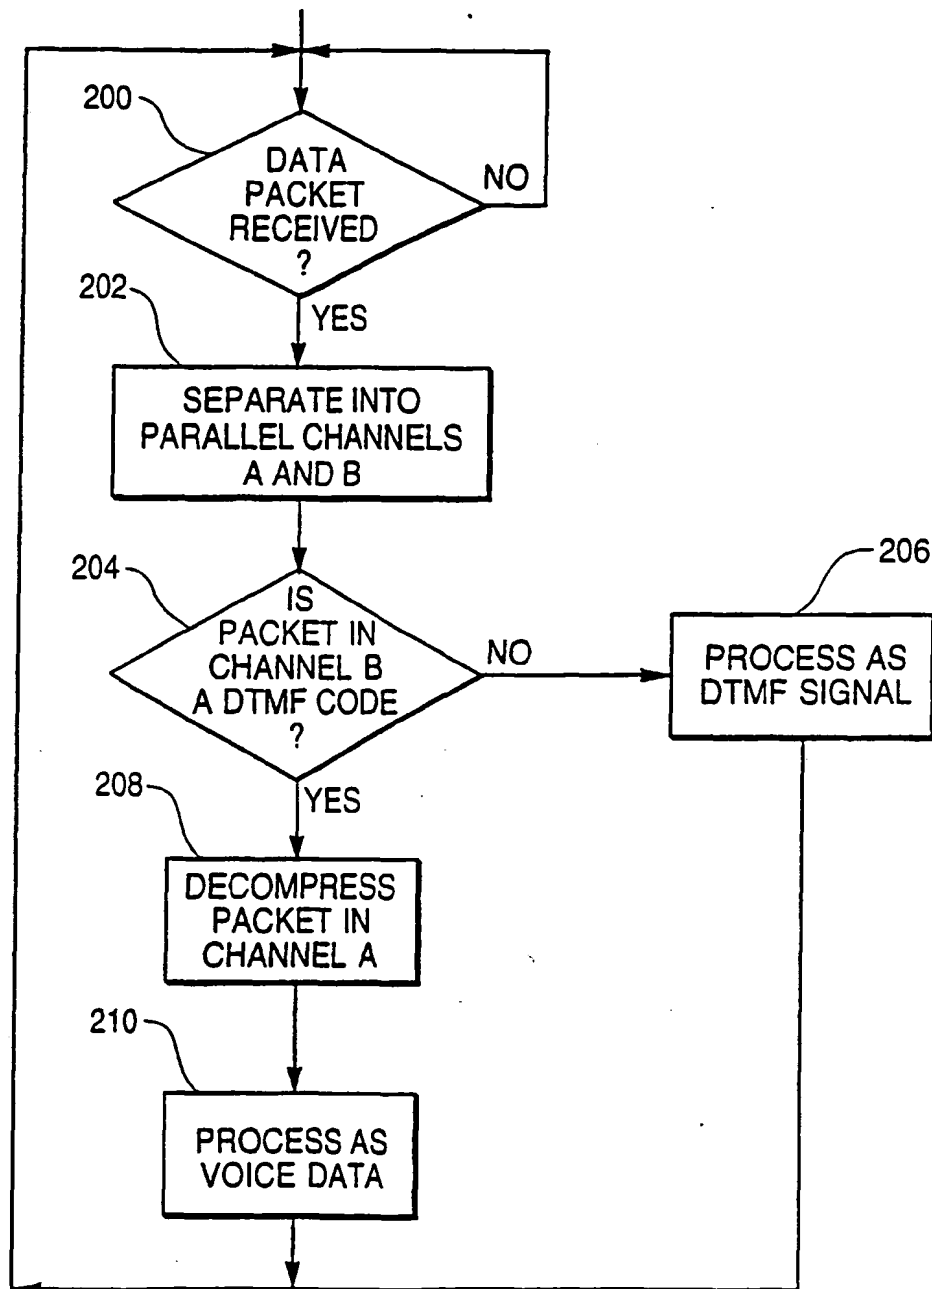 200
DATA
PACKET
RECEIVED
?
NO
202
YES
SEPARATE INTO
PARALLEL CHANNELS
A AND B
204
IS
PACKET IN
CHANNEL B
A DTMF CODE
?
NO
206
PROCESS AS
DTMF SIGNAL
208
YES
DECOMPRESS
PACKET IN
CHANNEL A
210
PROCESS AS
VOICE DATA